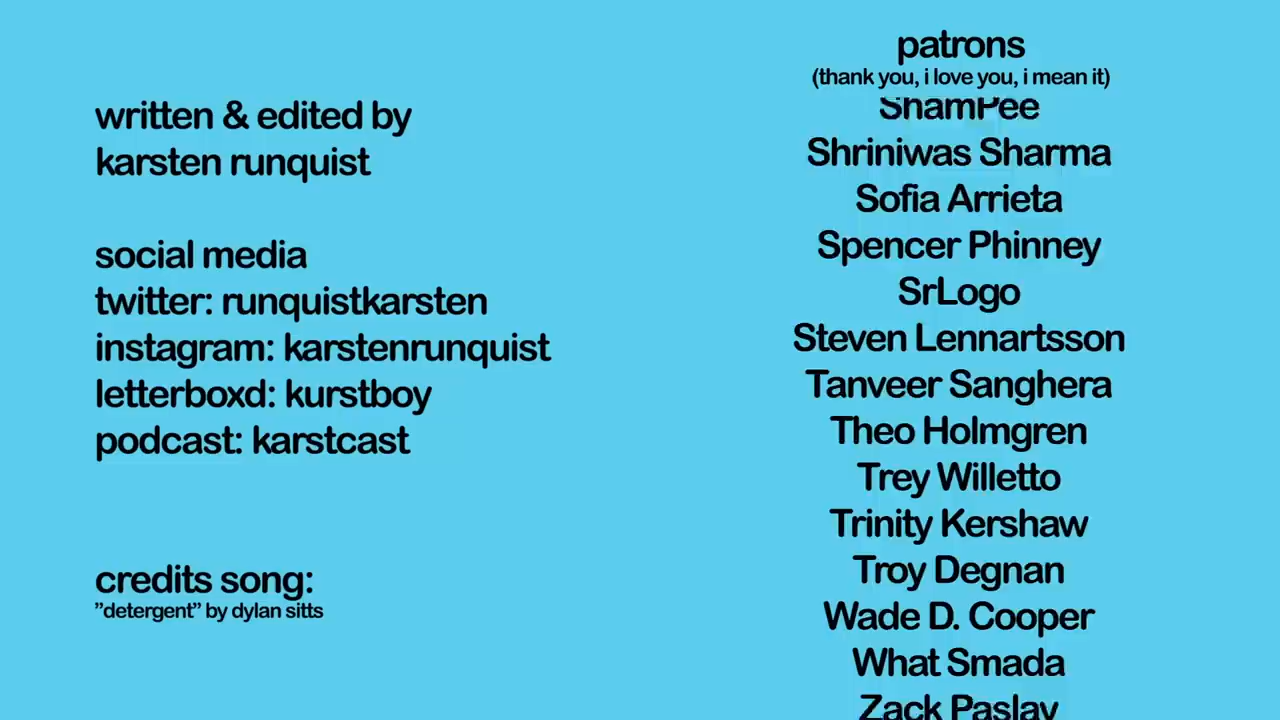 written & edited by
karsten runquist
social media
twitter: runquistkarsten
instagram: karstenrunquist
letterboxd: kurstboy
podcast: karstcast
credits song:
”detergent” by dylan sitts
patrons
(thank you, i love you, i mean it)
ShamPee
Shriniwas Sharma
Sofia Arrieta
Spencer Phinney
SrLogo
Steven Lennartsson
Tanveer Sanghera
Theo Holmgren
Trey Willetto
Trinity Kershaw
Troy Degnan
Wade D. Cooper
What Smada
Zack Paslay